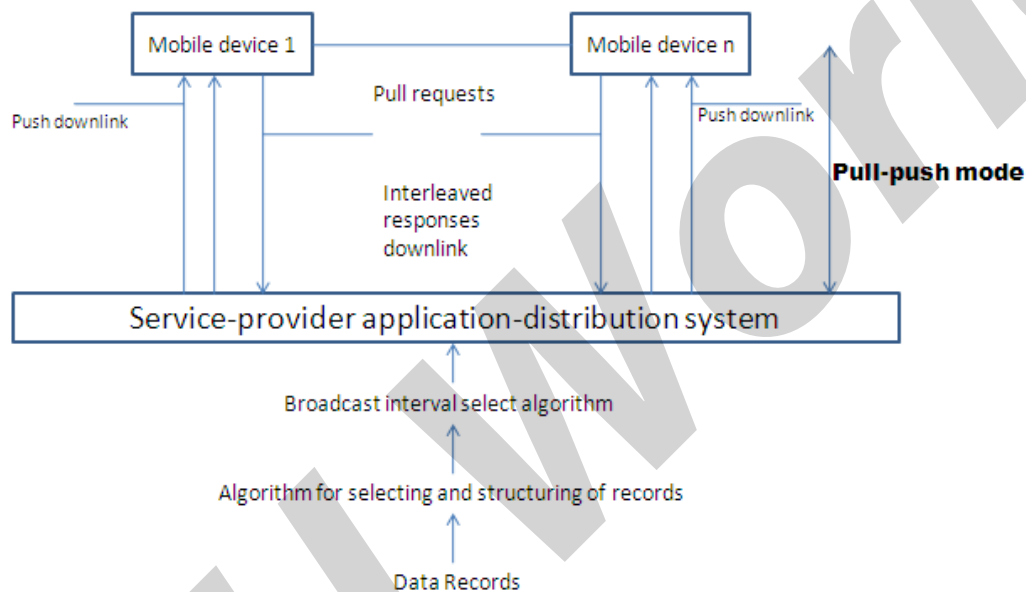 Mobile device 1
Mobile device n
Pull requests
Push downlink
Push downlink
Pull-push mode
Interleaved
responses
downlink
Service-provider application-distribution system
Broadcast interval select algorithm
Algorithm for selecting and structuring of records
Data Records